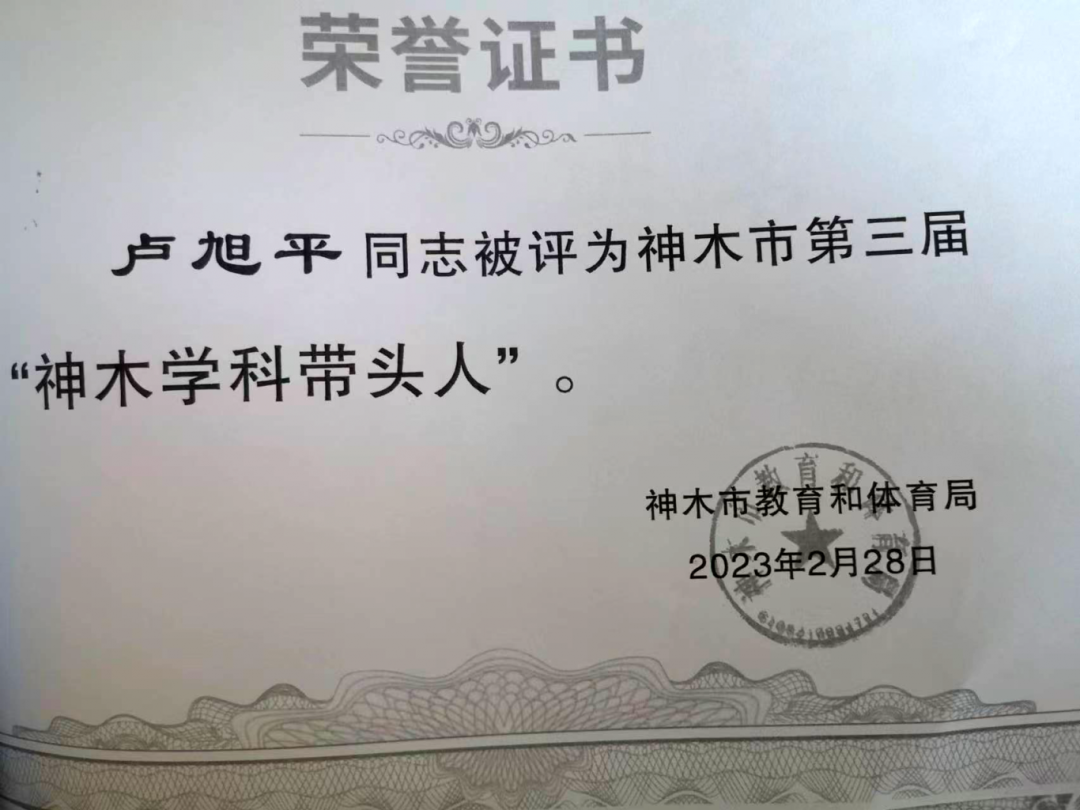 荣誉证书
卢旭平同志被评为神木市第三届
“神木学科带头人”。
神木市教育和体育局
2023年2月28日